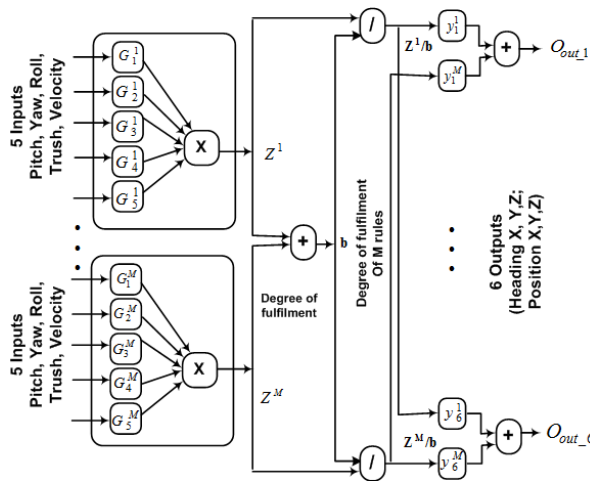 5 Inputs
Pitch, Yaw, Roll,
Trush, Velocity
G 1 1
G 1 2
G 1 3
G 1 4
G 1 5
X
Z 1
/
Z 1/b
y 1 1
y M 1
+
O out_1
5 Inputs
Pitch, Yaw, Roll,
Trush, Velocity
G M 1
G M 2
G M 3
G M 4
G M 5
X
Z M
+
b
Degree of
fulfilment
Degree of fulfilment
Of M rules
/
Z M/b
y 1 6
y M 6
+
O out_6
6 Outputs
(Heading X, Y,Z;
Position X,Y,Z)